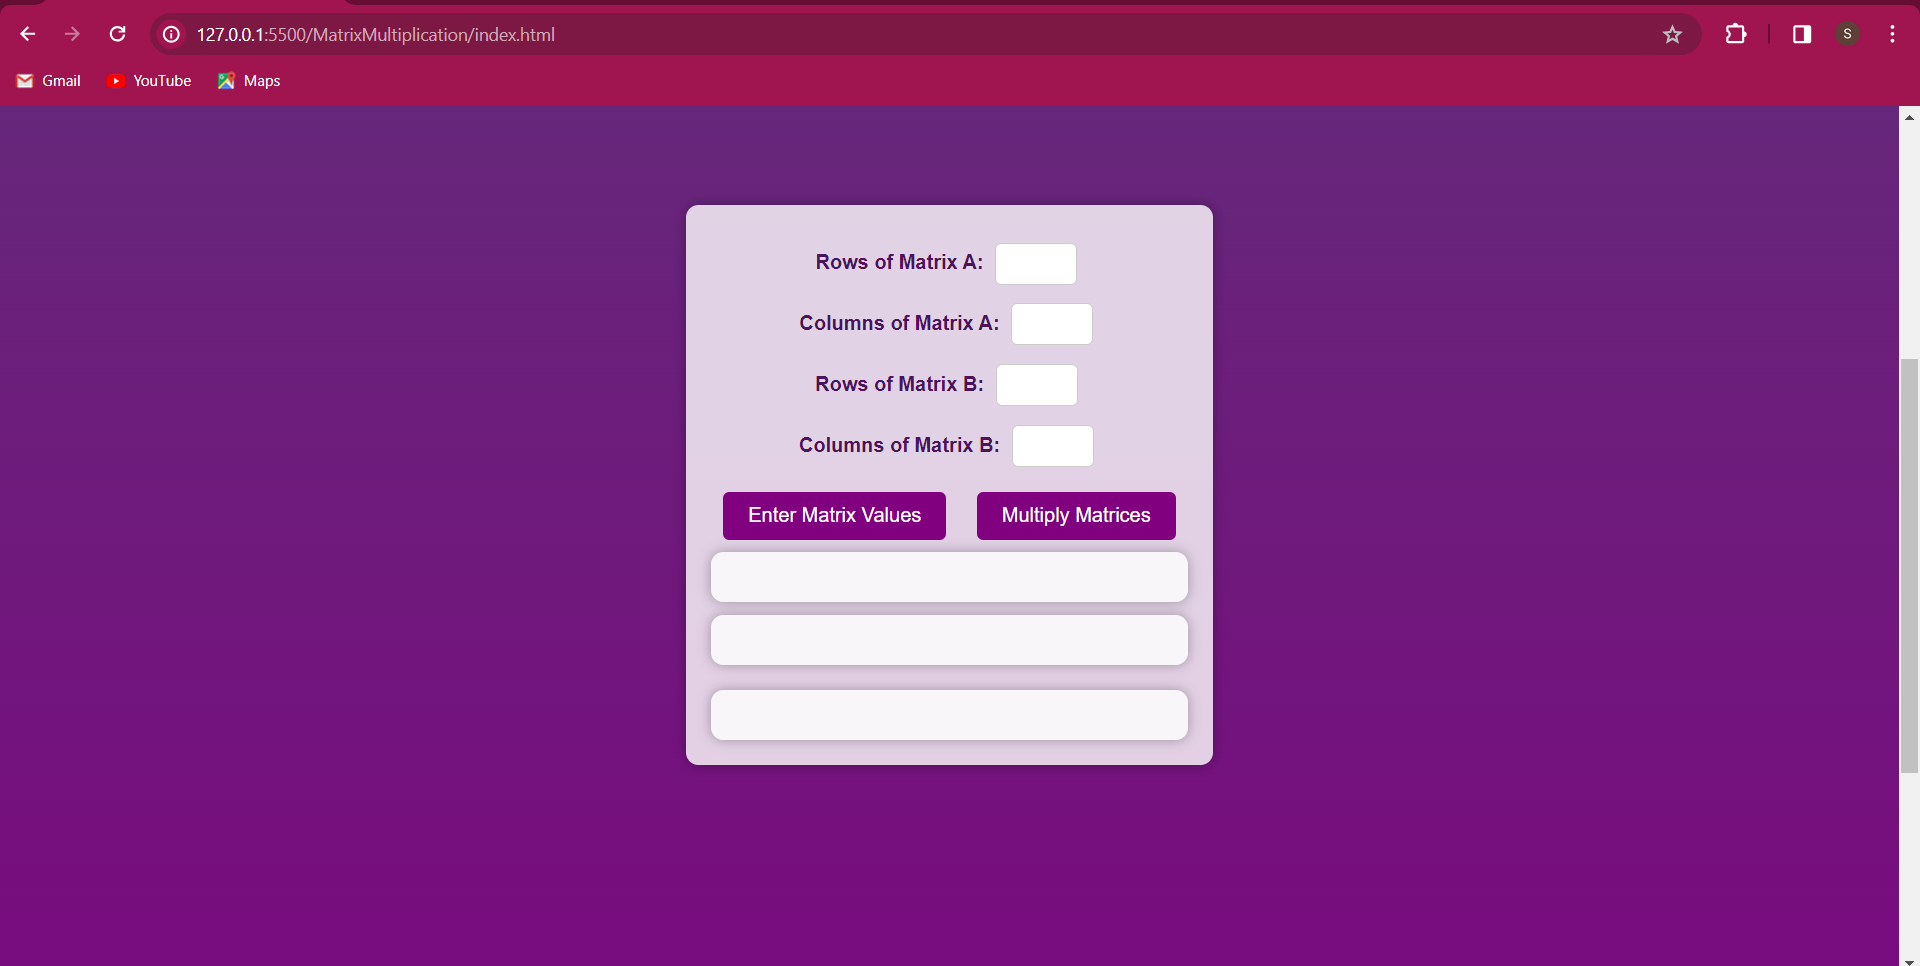 127.0.0.1:5500/MatrixMultiplication/index.html
S
Gmail YouTube Maps
Rows of Matrix A:
Columns of Matrix A:
Rows of Matrix B:
Columns of Matrix B:
Enter Matrix Values Multiply Matrices